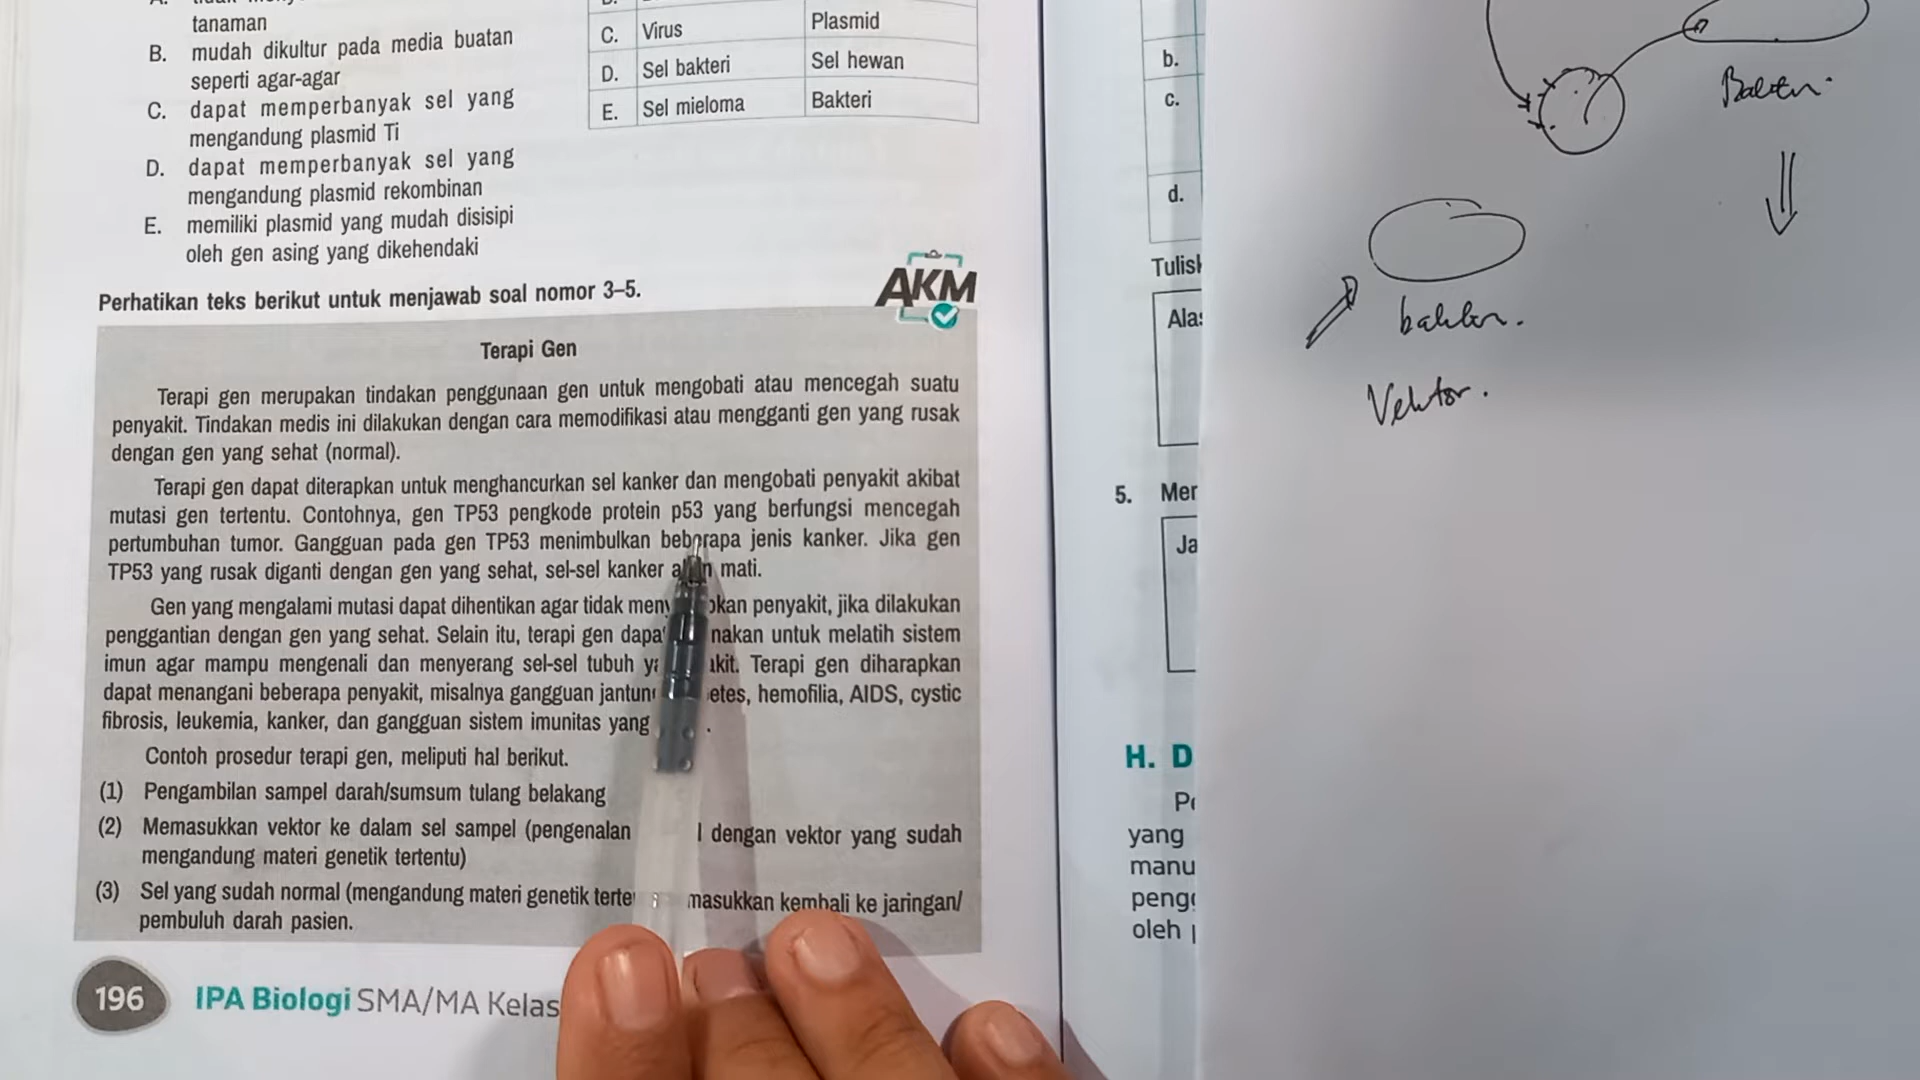 tanaman
B. mudah dikultur pada media buatan
seperti agar-agar
C. dapat memperbanyak sel yang
mengandung plasmid Ti
D. dapat memperbanyak sel yang
mengandung plasmid rekombinan
E. memiliki plasmid yang mudah disisipi
oleh gen asing yang dikehendaki
C. Virus Plasmid
D. Sel bakteri Sel hewan
E. Sel mieloma Bakteri
Perhatikan teks berikut untuk menjawab soal nomor 3–5.
AKM
Terapi Gen
Terapi gen merupakan tindakan penggunaan gen untuk mengobati atau mencegah suatu
penyakit. Tindakan medis ini dilakukan dengan cara memodifikasi atau mengganti gen yang rusak
dengan gen yang sehat (normal).
Terapi gen dapat diterapkan untuk menghancurkan sel kanker dan mengobati penyakit akibat
mutasi gen tertentu. Contohnya, gen TP53 pengkode protein p53 yang berfungsi mencegah
pertumbuhan tumor. Gangguan pada gen TP53 menimbulkan beberapa jenis kanker. Jika gen
TP53 yang rusak diganti dengan gen yang sehat, sel-sel kanker mati.
Gen yang mengalami mutasi dapat dihentikan agar tidak penyakit, jika dilakukan
penggantian dengan gen yang sehat. Selain itu, terapi gen untuk melatih sistem
imun agar mampu mengenali dan menyerang sel-sel tubuh Terapi gen diharapkan
dapat menangani beberapa penyakit, misalnya gangguan hemofilia, AIDS, cystic
fibrosis, leukemia, kanker, dan gangguan sistem imunitas yang
Contoh prosedur terapi gen, meliputi hal berikut.
(1) Pengambilan sampel darah/sumsum tulang belakang
(2) Memasukkan vektor ke dalam sel sampel (pengenalan dengan vektor yang sudah
mengandung materi genetik tertentu)
(3) Sel yang sudah normal (mengandung materi genetik masukkan kembali ke jaringan/
pembuluh darah pasien.
196 IPA Biologi SMA/MA Kelas
b.
c.
d.
5.
H. D
yang
oleh
Bakteri
bakteri.
Vektor.